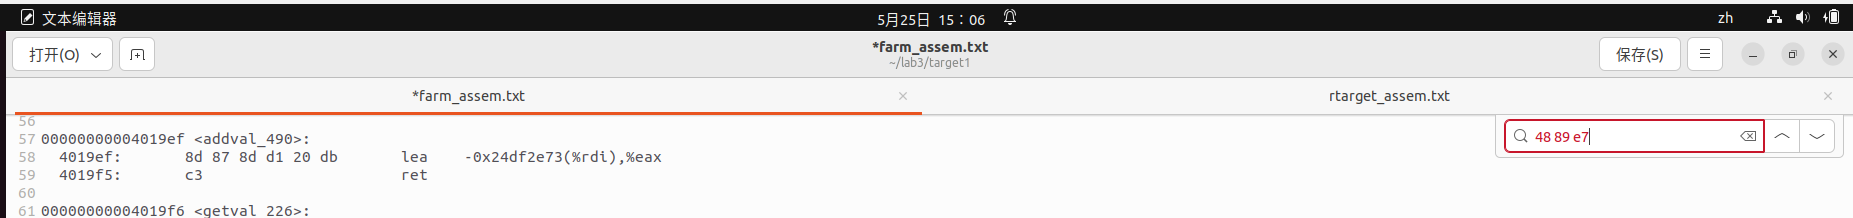 文本编辑器
5月25日 15：06
zh
打开(O)
*farm_assem.txt
~/lab3/target1
保存(S)
*farm_assem.txt
rtarget_assem.txt
48 89 e7
56
57 00000000004019ef <addval_490>:
58 4019ef: 8d 87 8d d1 20 db lea -0x24df2e73(%rdi),%eax
59 4019f5: c3 ret
60
61 00000000004019f6 <getval_226>: